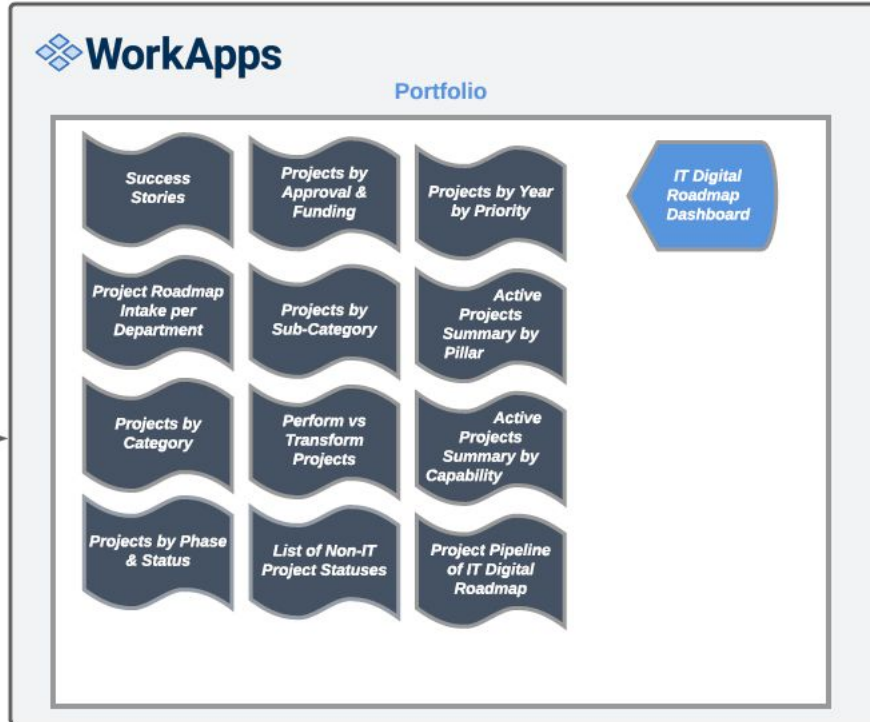 WorkApps
Portfolio
Success
Stories
Projects by
Approval &
Funding
Projects by Year
by Priority
IT Digital
Roadmap
Dashboard
Project Roadmap
Intake per
Department
Projects by
Sub-Category
Active
Projects
Summary by
Pillar
Projects by
Category
Perform vs
Transform
Projects
Active
Projects
Summary by
Capability
Projects by Phase
& Status
List of Non-IT
Project Statuses
Project Pipeline
of IT Digital
Roadmap